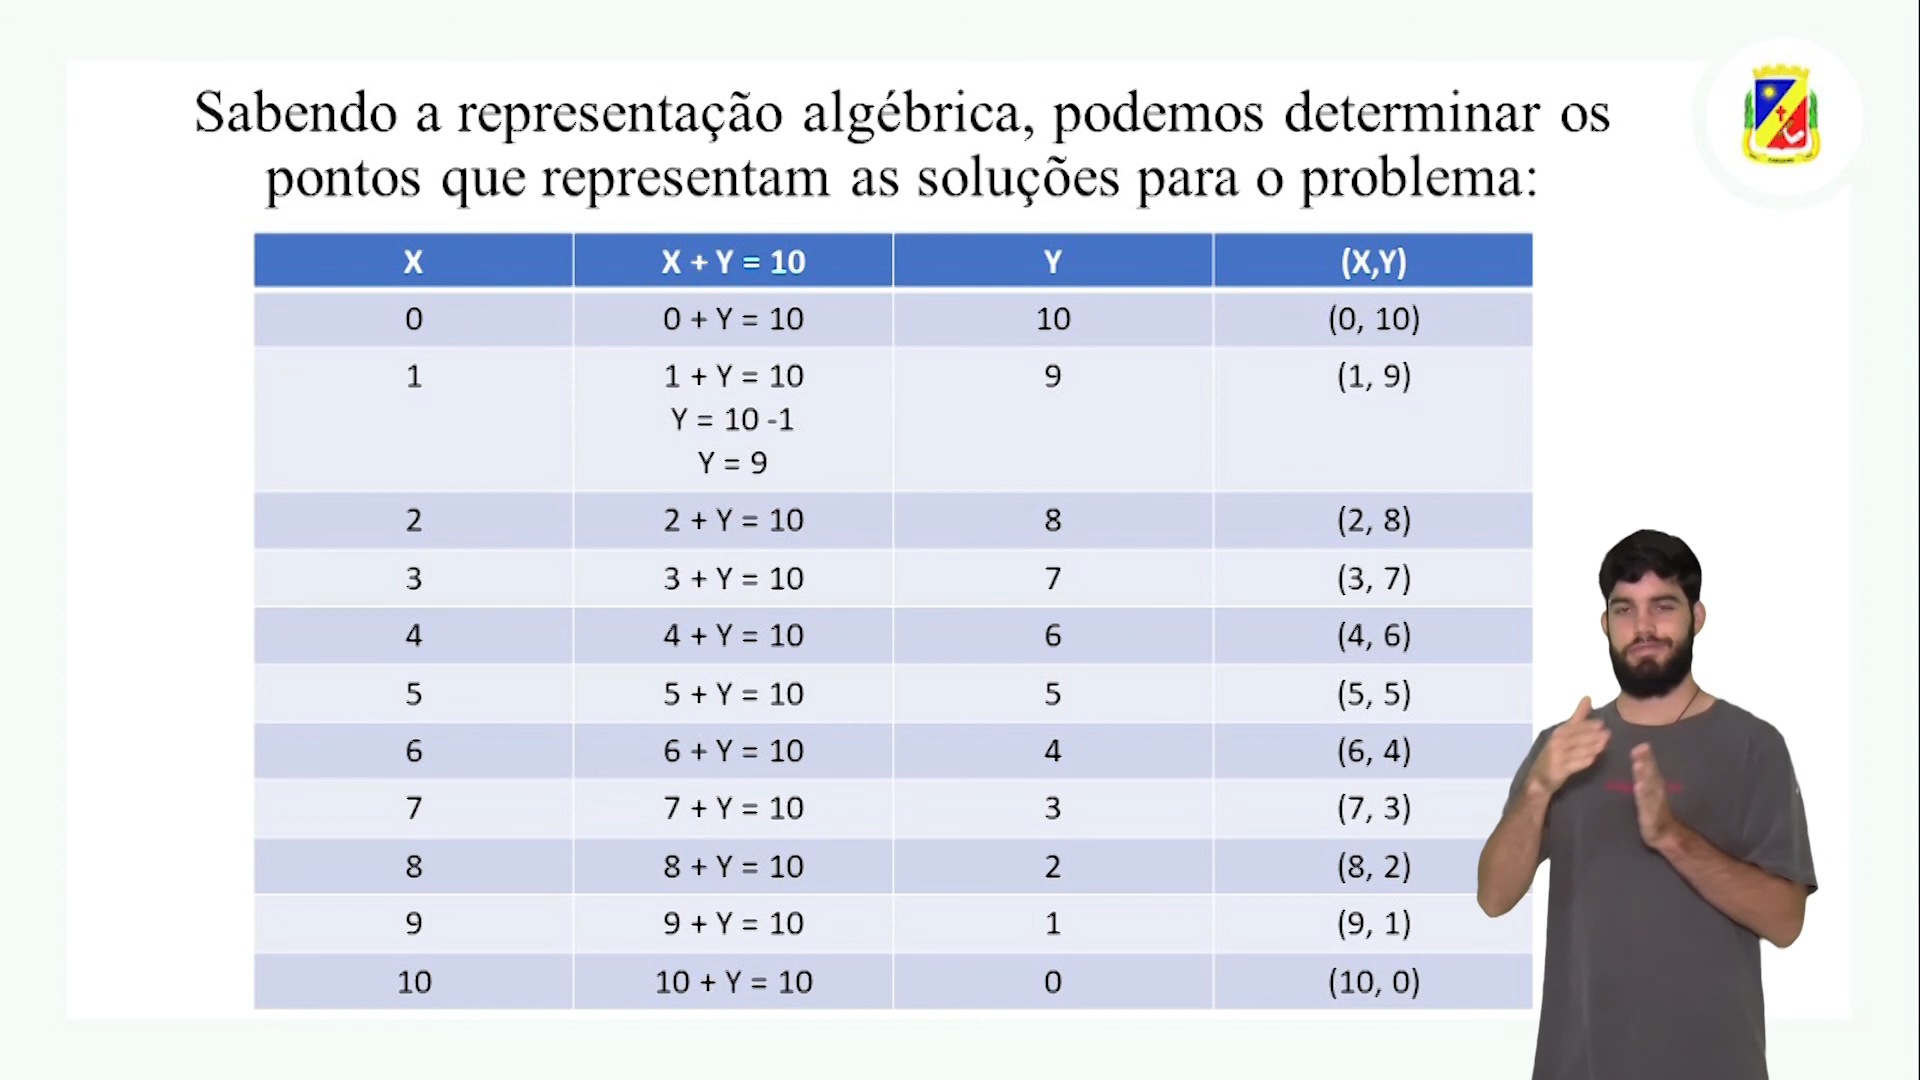 Sabendo a representação algébrica, podemos determinar os
pontos que representam as soluções para o problema:
X X + Y = 10 Y (X,Y)
0 0 + Y = 10 10 (0, 10)
1 1 + Y = 10 9 (1, 9)
Y = 10 -1
Y = 9
2 2 + Y = 10 8 (2, 8)
3 3 + Y = 10 7 (3, 7)
4 4 + Y = 10 6 (4, 6)
5 5 + Y = 10 5 (5, 5)
6 6 + Y = 10 4 (6, 4)
7 7 + Y = 10 3 (7, 3)
8 8 + Y = 10 2 (8, 2)
9 9 + Y = 10 1 (9, 1)
10 10 + Y = 10 0 (10, 0)